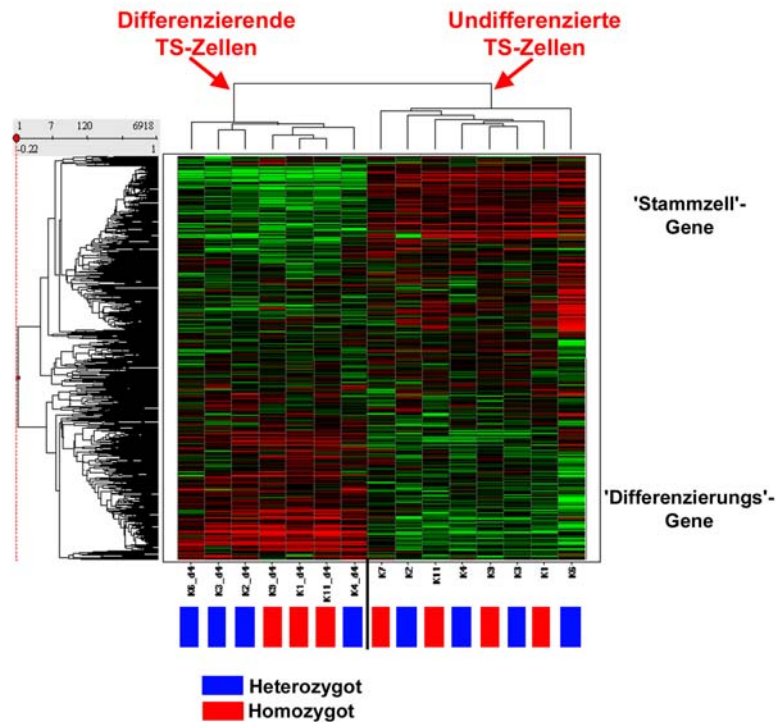 Differenzierende
TS-Zellen
Undifferenzierte
TS-Zellen
1 7 120 6918
-0.22 1
'Stammzell'-
Gene
'Differenzierungs'-
Gene
K6_d4 K3_d4 K2_d4 K9_d4 K1_d4 K11_d4 K4_d4 K7 K2 K11 K4 K9 K3 K1 K6
Heterozygot
Homozygot